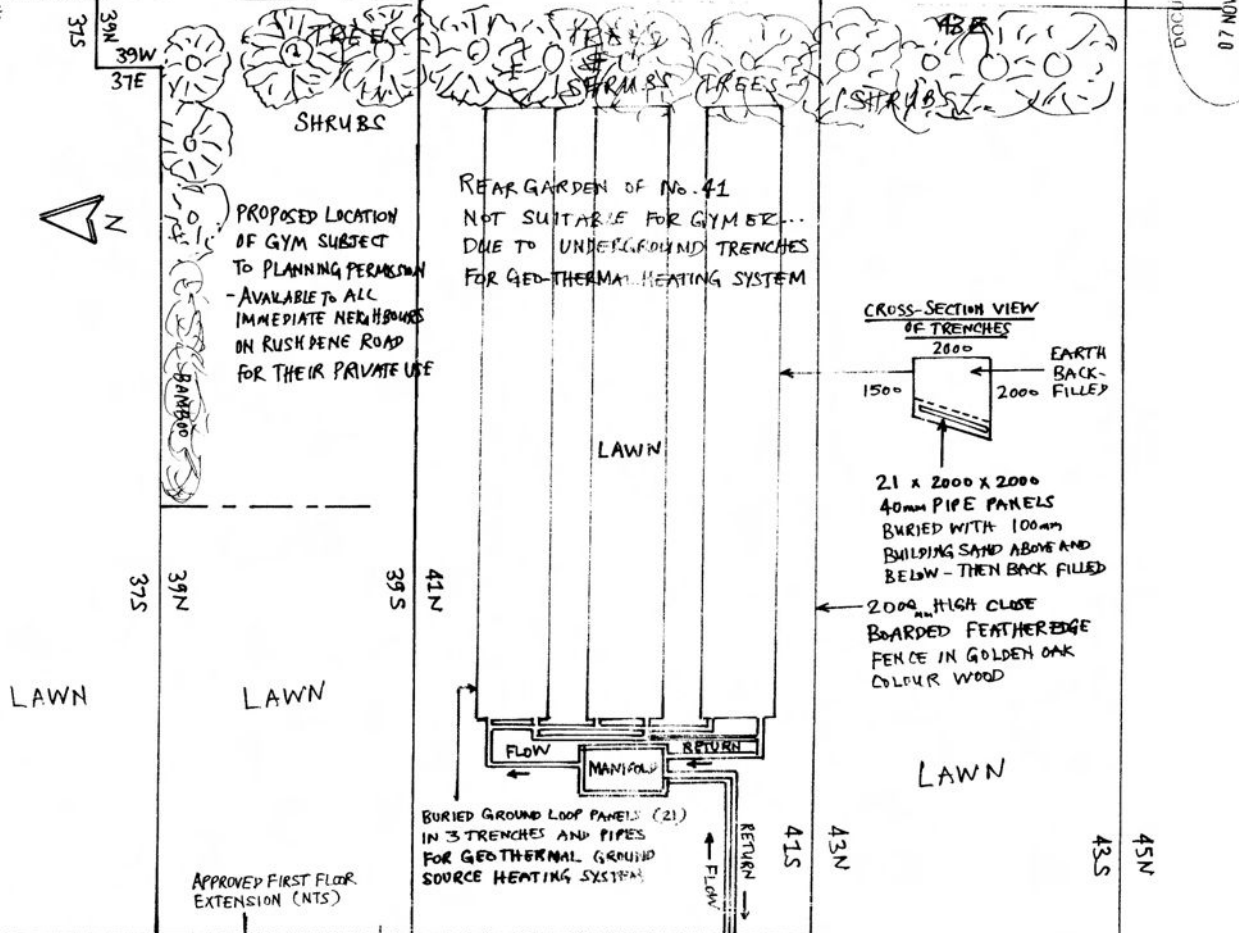 37S
39N
39W
37E
TREES
SHRUBS
TREES
&
SHRUBS
TREES
SHRUBS
DOCU
07 NOV
N
PROPOSED LOCATION
OF GYM SUBJECT
TO PLANNING PERMISSION
- AVAILABLE TO ALL
IMMEDIATE NEIGHBOURS
ON RUSHDENE ROAD
FOR THEIR PRIVATE USE
BAMBOO
REAR GARDEN OF No. 41
NOT SUITABLE FOR GYM ETC...
DUE TO UNDERGROUND TRENCHES
FOR GEO-THERMAL HEATING SYSTEM
CROSS-SECTION VIEW
OF TRENCHES
2000
1500
2000
EARTH
BACK-
FILLED
21 x 2000 x 2000
40mm PIPE PANELS
BURIED WITH 100mm
BUILDING SAND ABOVE AND
BELOW - THEN BACK FILLED
2000mm HIGH CLOSE
BOARDED FEATHEREDGE
FENCE IN GOLDEN OAK
COLOUR WOOD
LAWN
37S
39N
39S
41N
LAWN
LAWN
LAWN
FLOW
MANIFOLD
RETURN
BURIED GROUND LOOP PANELS (21)
IN 3 TRENCHES AND PIPES
FOR GEOTHERMAL GROUND
SOURCE HEATING SYSTEM
FLOW
RETURN
41S
43N
43S
45N
APPROVED FIRST FLOOR
EXTENSION (NTS)